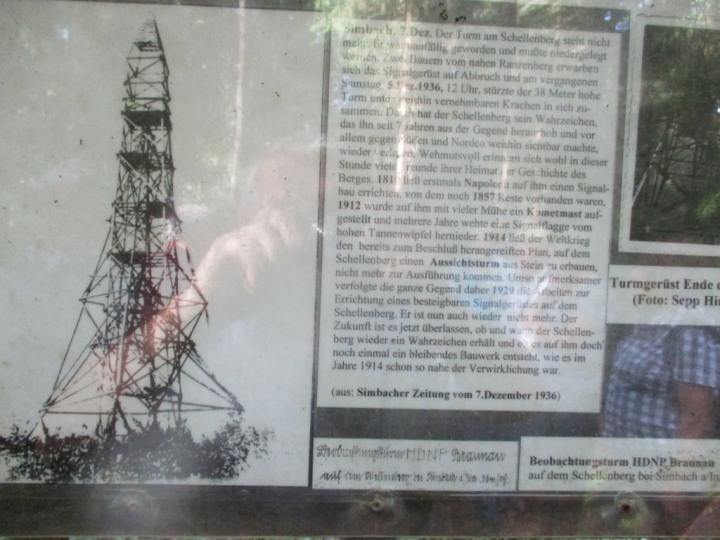 Simbach, 7.Dez. Der Turm am Schellenberg steht nicht
mehr. Er war baufällig geworden und mußte niedergelegt
werden. Zwei Bauern vom nahen Ranzenberg erwarben
sich das Signalgerüst auf Abbruch und am vergangenen
Samstag, 5.Dez.1936, 12 Uhr, stürzte der 38 Meter hohe
Turm unter weithin vernehmbaren Krachen in sich zu-
sammen. Damit hat der Schellenberg sein Wahrzeichen,
das ihn seit 7 Jahren aus der Gegend heraushob und vor
allem gegen Süden und Norden weithin sichtbar machte,
wieder verloren. Wehmutsvoll erinnern sich wohl in dieser
Stunde viele Freunde ihrer Heimat der Geschichte des
Berges. ließ erstmals Napoleon auf ihm einen Signal-
bau errichten, von dem noch 1857 Reste vorhanden waren,
1912 wurde auf ihm mit vieler Mühe ein Kometmast auf-
gestellt und mehrere Jahre wehte eine Signalflagge vom
hohen Tannenwipfel hernieder. 1914 ließ der Weltkrieg
den bereits zum Beschluß herangereiften Plan, auf dem
Schellenberg einen Aussichtsturm aus Stein zu erbauen,
nicht mehr zur Ausführung kommen. Umso aufmerksamer
verfolgte die ganze Gegend daher 1929 die Arbeiten zur
Errichtung eines besteigbaren Signalgerüstes auf dem
Schellenberg. Er ist nun auch wieder nicht mehr. Der
Zukunft ist es jetzt überlassen, ob und wann der Schellen-
berg wieder ein Wahrzeichen erhält und ob es auf ihm doch
noch einmal ein bleibendes Bauwerk entsteht, wie es im
Jahre 1914 schon so nahe der Verwirklichung war.
(aus: Simbacher Zeitung vom 7.Dezember 1936)
Turmgerüst Ende
(Foto: Sepp
Beobachtungsturm HDNP Braunau
auf dem Schellenberg
Beobachtungsturm HDNP Braunau
auf dem Schellenberg bei Simbach a/In